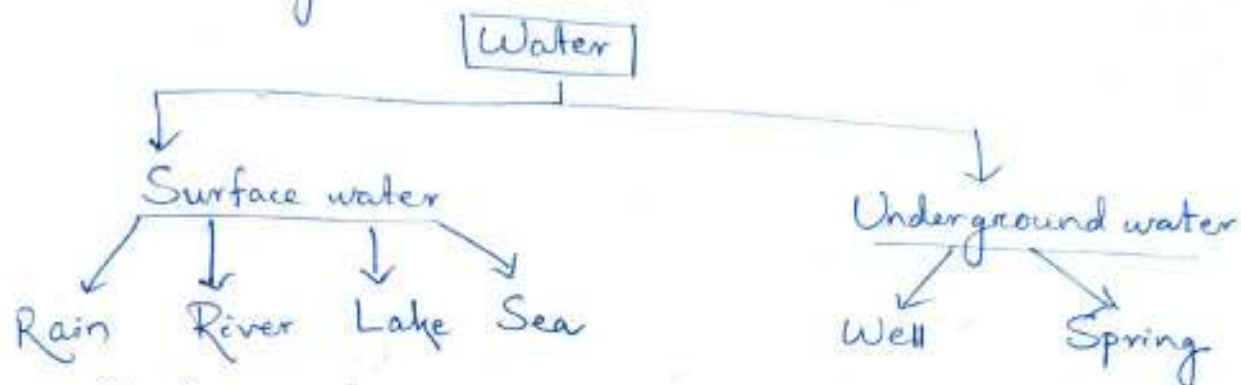 Water
Surface water
Underground water
Rain River Lake Sea
Well Spring